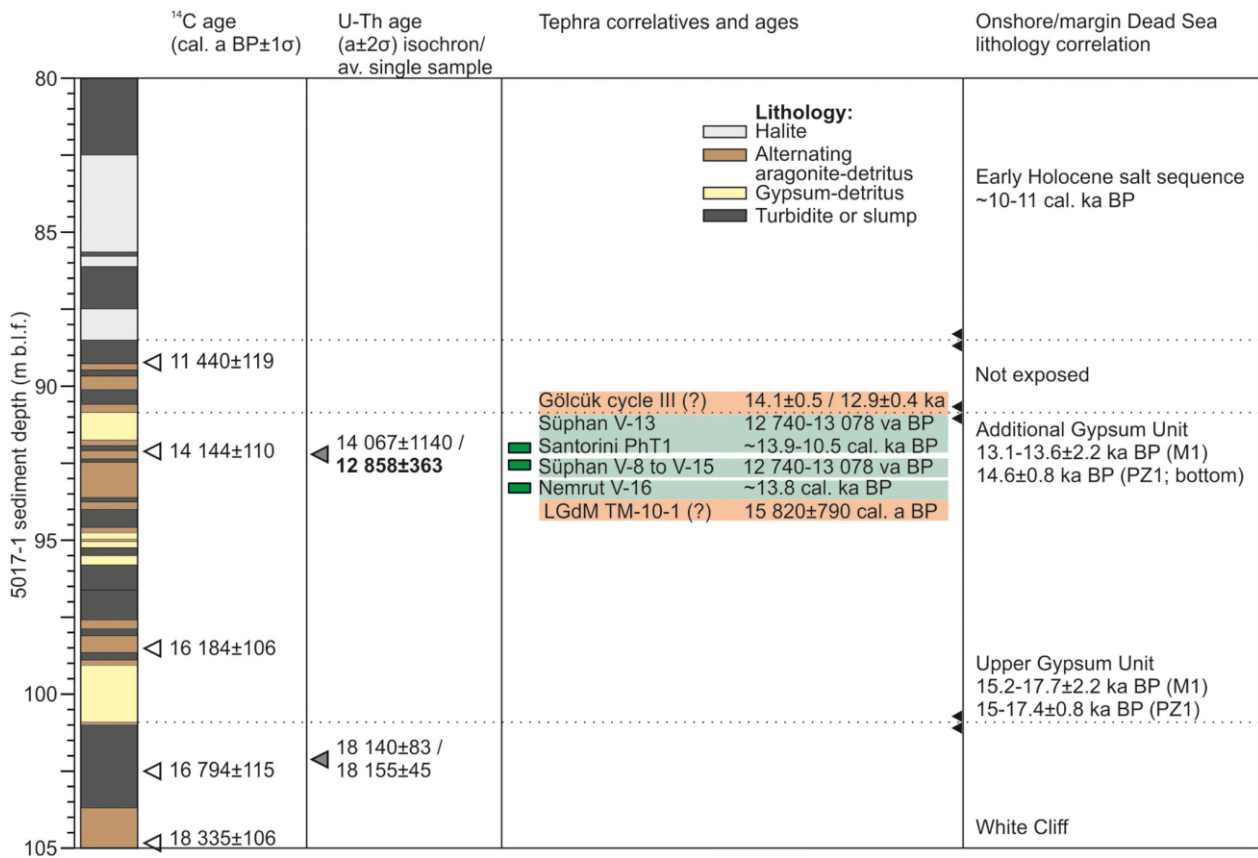 ¹⁴C age
(cal. a BP±1σ)
U-Th age
(a±2σ) isochron/
av. single sample
Tephra correlatives and ages
Onshore/margin Dead Sea
lithology correlation
5017-1 sediment depth (m b.l.f.)
80
85
90
95
100
105
11 440±119
14 144±110
16 184±106
16 794±115
18 335±106
14 067±1140 /
12 858±363
18 140±83 /
18 155±45
Lithology:
Halite
Alternating
aragonite-detritus
Gypsum-detritus
Turbidite or slump
Gölcük cycle III (?) 14.1±0.5 / 12.9±0.4 ka
Süphan V-13 12 740-13 078 va BP
Santorini PhT1 ~13.9-10.5 cal. ka BP
Süphan V-8 to V-15 12 740-13 078 va BP
Nemrut V-16 ~13.8 cal. ka BP
LGdM TM-10-1 (?) 15 820±790 cal. a BP
Early Holocene salt sequence
~10-11 cal. ka BP
Not exposed
Additional Gypsum Unit
13.1-13.6±2.2 ka BP (M1)
14.6±0.8 ka BP (PZ1; bottom)
Upper Gypsum Unit
15.2-17.7±2.2 ka BP (M1)
15-17.4±0.8 ka BP (PZ1)
White Cliff